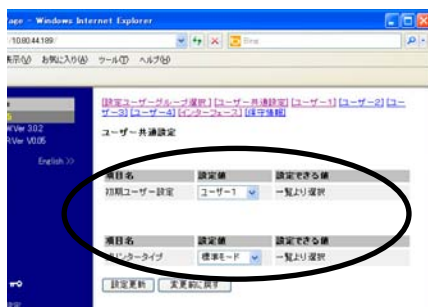 age - Windows Internet Explorer
10.80.44.189
Bing
表示(V) お気に入り(A) ツール(T) ヘルプ(H)
[設定ユーザーグループ選択] [ユーザー共通設定] [ユーザー1] [ユーザー2] [ユー
ザー3] [ユーザー4] [インターフェース] [保守情報]
Ver 3.0.2
Ver V0.05
ユーザー共通設定
English >>
項目名 設定値 設定できる値
初期ユーザー設定 ユーザー1 一覧より選択
項目名 設定値 設定できる値
リンタータイプ 標準モード 一覧より選択
設定更新 変更前に戻す